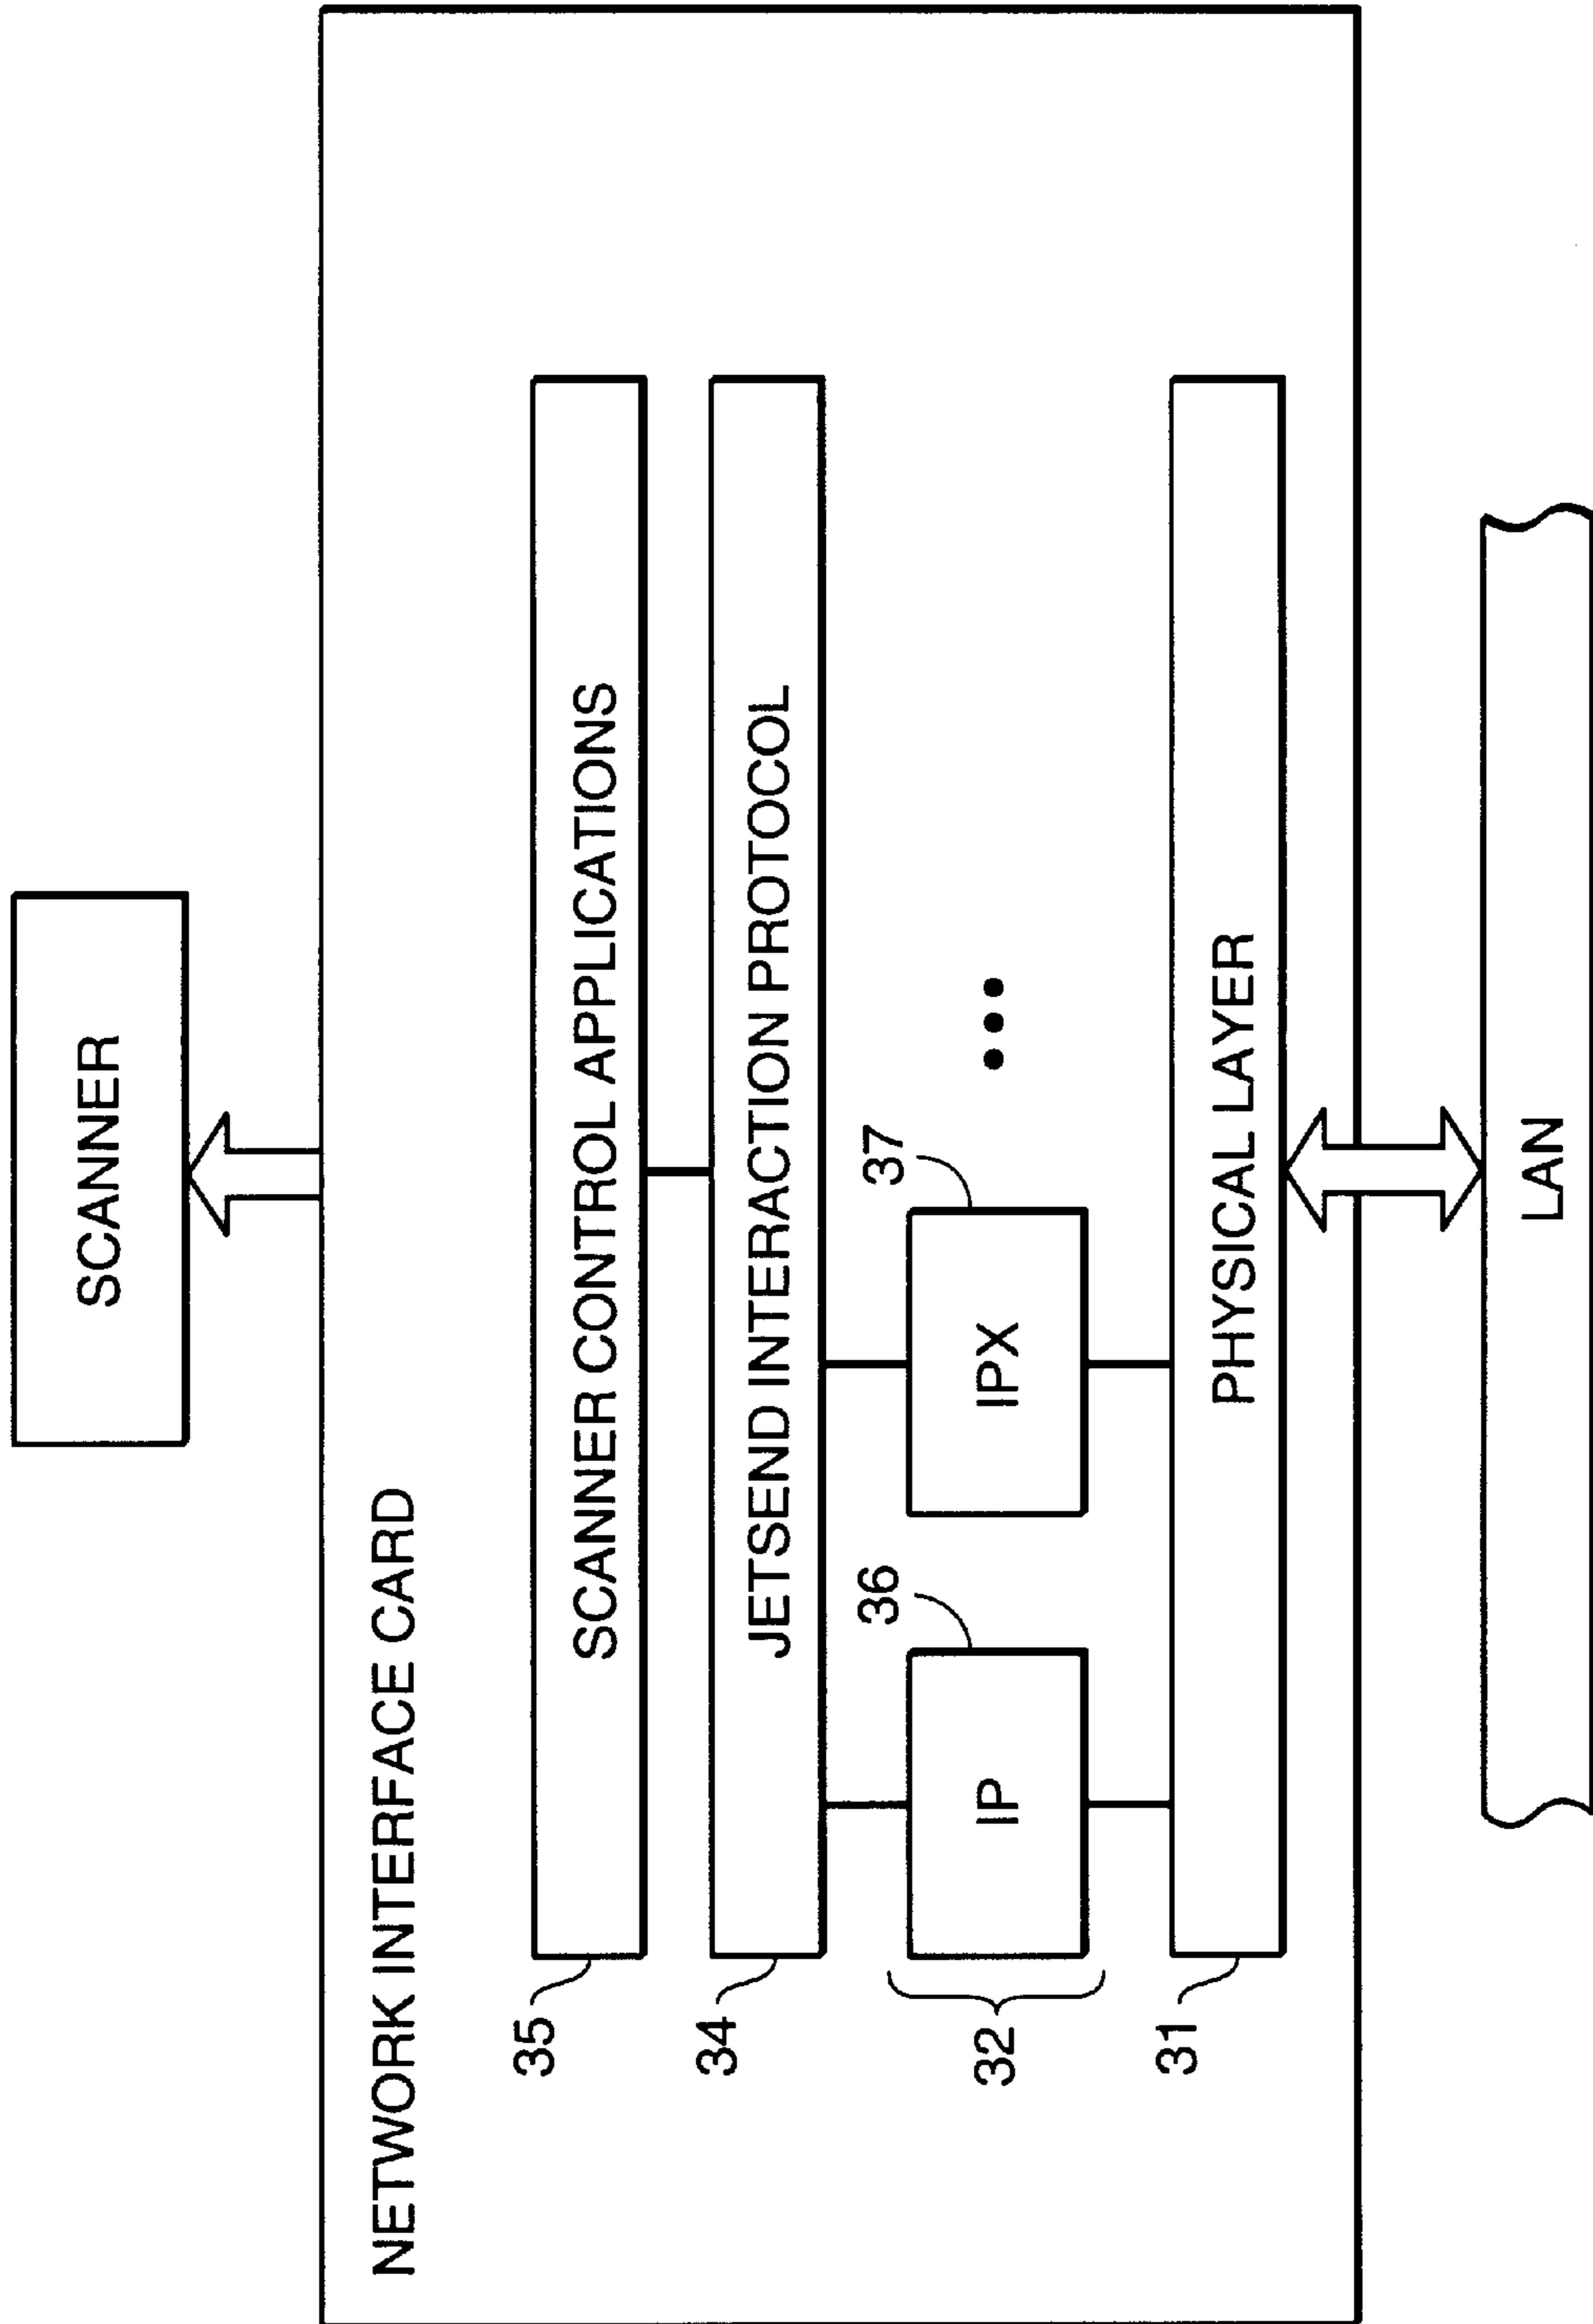 SCANNER
NETWORK INTERFACE CARD
35
SCANNER CONTROL APPLICATIONS
34
JETSEND INTERACTION PROTOCOL
36
37
32
IP
IPX
31
PHYSICAL LAYER
LAN